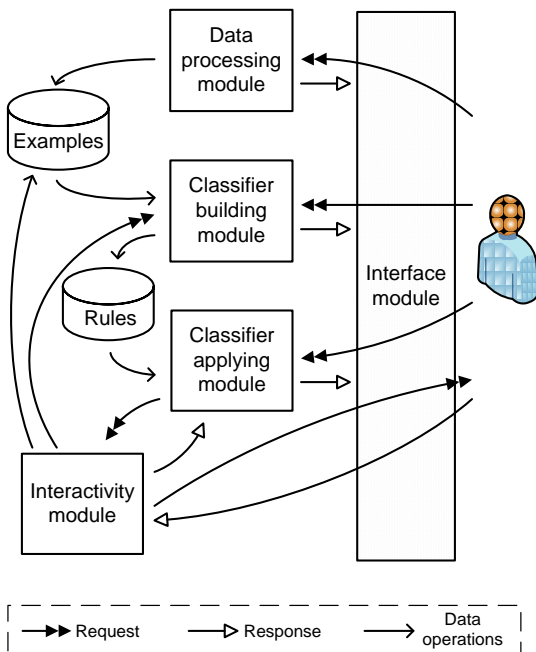 Data
processing
module
Examples
Classifier
building
module
Interface
module
Rules
Classifier
applying
module
Interactivity
module
Request
Response
Data
operations